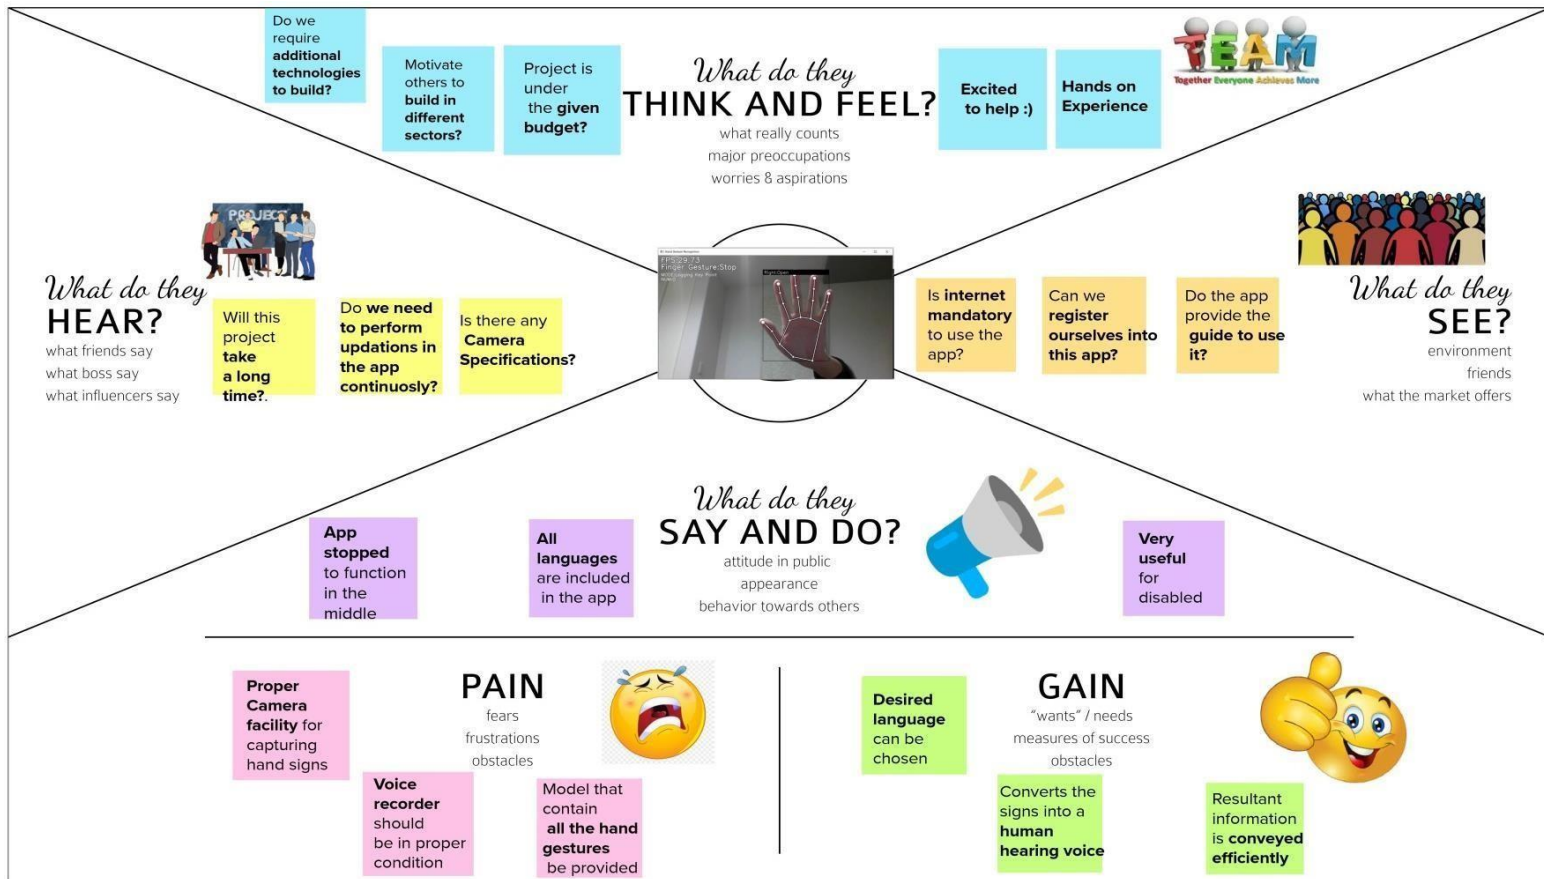 Do we
require
additional
technologies
to build?
Motivate
others to
build in
different
sectors?
Project is
under
the given
budget?
What do they
THINK AND FEEL?
what really counts
major preoccupations
worries & aspirations
Excited
to help :)
Hands on
Experience
TEAM
Together Everyone Achieves More
PROJECT
What do they
HEAR?
what friends say
what boss say
what influencers say
Will this
project
take
a long
time?.
Do we need
to perform
updations in
the app
continuosly?
Is there any
Camera
Specifications?
FPS:29.73
Finger Gesture:Stop
Right:Open
Is internet
mandatory
to use the
app?
Can we
register
ourselves into
this app?
Do the app
provide the
guide to use
it?
What do they
SEE?
environment
friends
what the market offers
What do they
SAY AND DO?
attitude in public
appearance
behavior towards others
App
stopped
to function
in the
middle
All
languages
are included
in the app
Very
useful
for
disabled
PAIN
fears
frustrations
obstacles
Proper
Camera
facility for
capturing
hand signs
Voice
recorder
should
be in proper
condition
Model that
contain
all the hand
gestures
be provided
GAIN
"wants" / needs
measures of success
obstacles
Desired
language
can be
chosen
Converts the
signs into a
human
hearing voice
Resultant
information
is conveyed
efficiently